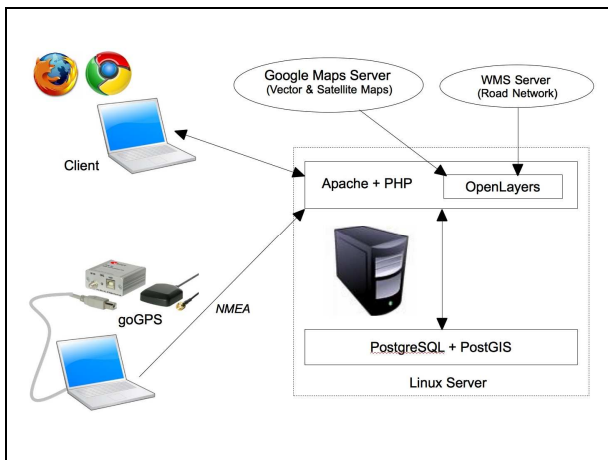 Google Maps Server
(Vector & Satellite Maps)
WMS Server
(Road Network)
Client
Apache + PHP
OpenLayers
NMEA
goGPS
PostgreSQL + PostGIS
Linux Server